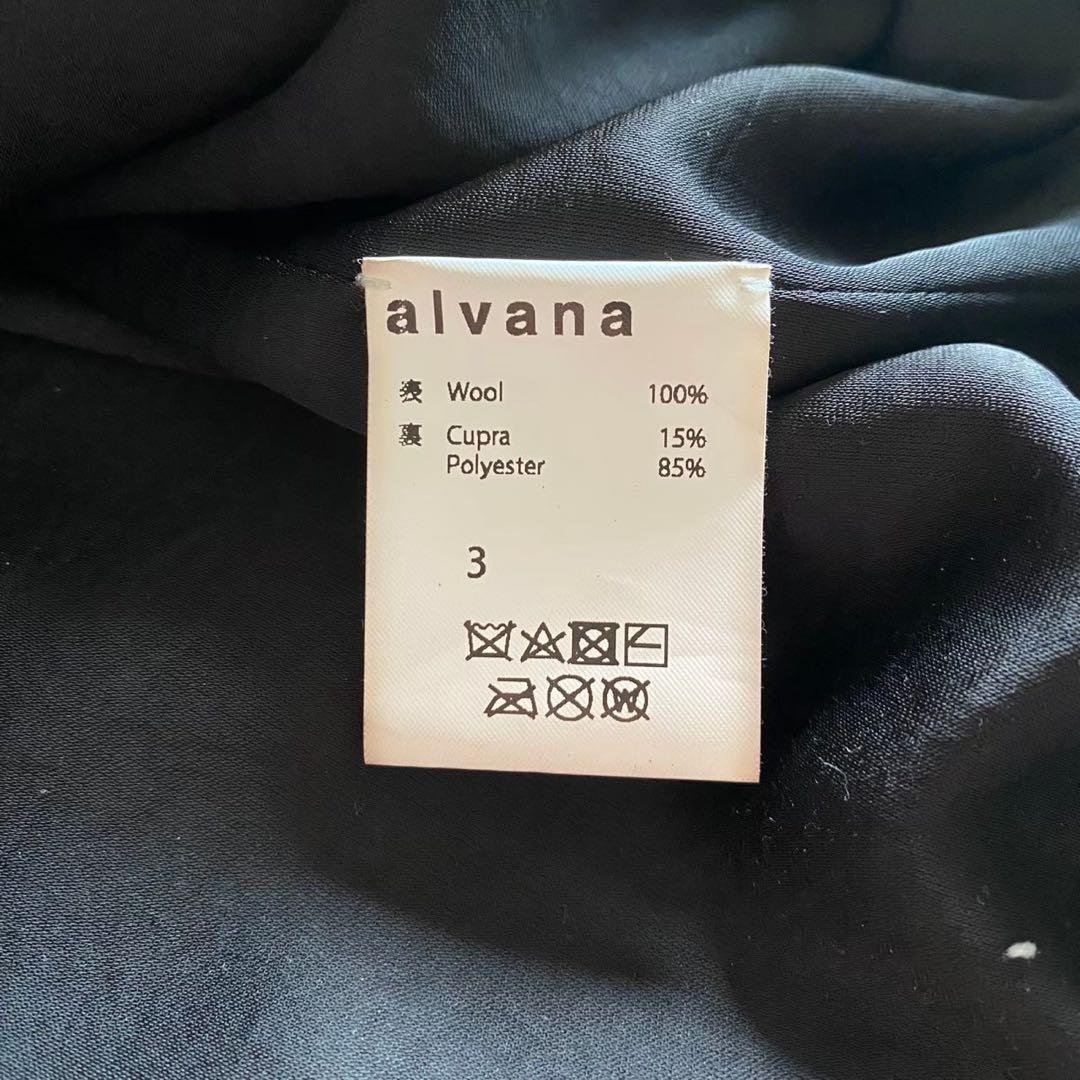 alvana
表 Wool 100%
裏 Cupra 15%
Polyester 85%
3
W